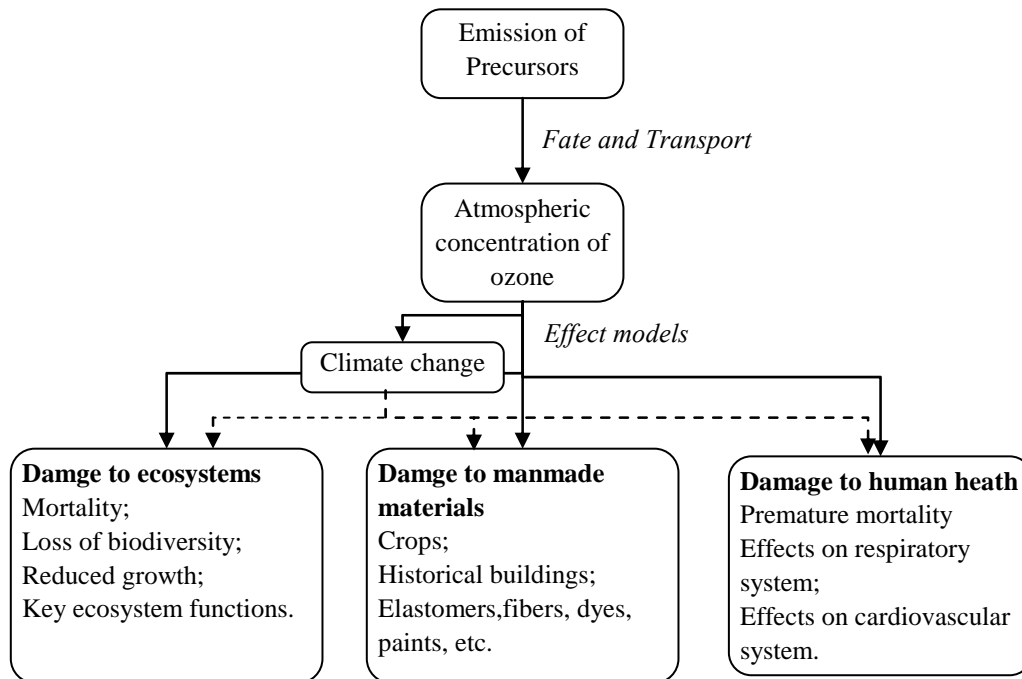 Emission of
Precursors
Fate and Transport
Atmospheric
concentration of
ozone
Effect models
Climate change
Damge to ecosystems
Mortality;
Loss of biodiversity;
Reduced growth;
Key ecosystem functions.
Damge to manmade
materials
Crops;
Historical buildings;
Elastomers,fibers, dyes,
paints, etc.
Damage to human heath
Premature mortality
Effects on respiratory
system;
Effects on cardiovascular
system.